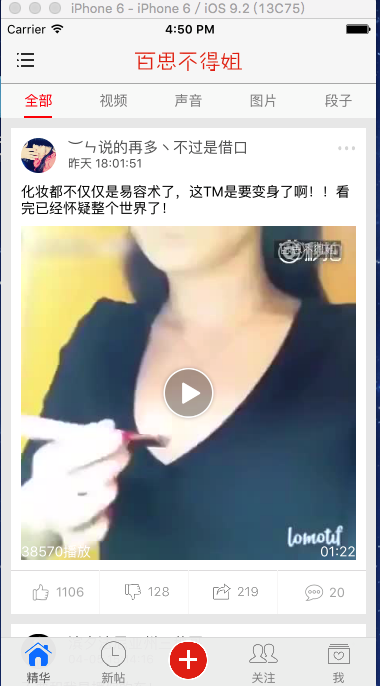 iPhone 6 - iPhone 6 / iOS 9.2 (13C75)
Carrier 4:50 PM
百思不得姐
全部 视频 声音 图片 段子
︶ㄣ说的再多丶不过是借口
昨天 18:01:51
化妆都不仅仅是易容术了，这TM是要变身了啊！！看
完已经怀疑整个世界了！
lomotif
38570播放 01:22
1106 128 219 20
精华 新帖 关注 我